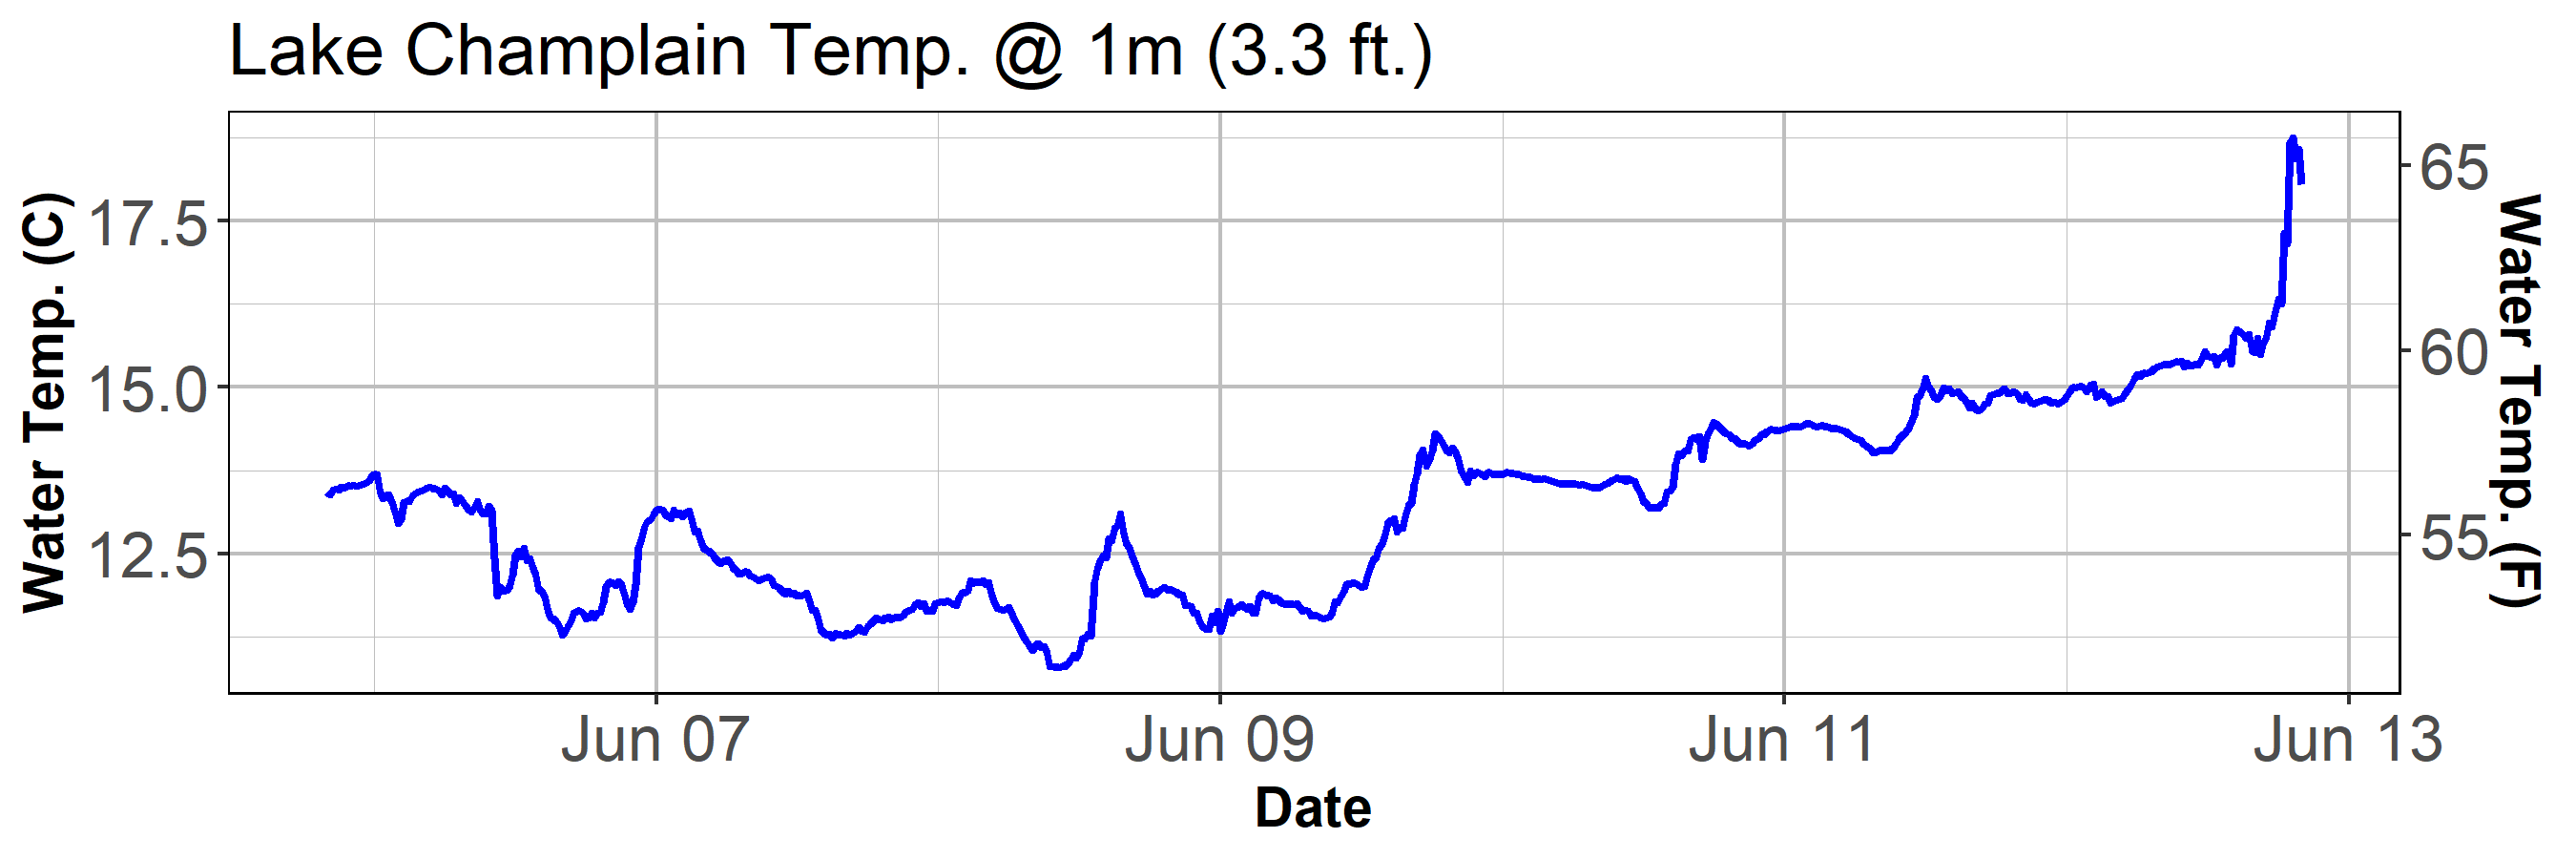 Lake Champlain Temp. @ 1m (3.3 ft.)
Water Temp. (C)
17.5
15.0
12.5
65
60
55
Water Temp. (F)
Jun 07
Jun 09
Jun 11
Jun 13
Date